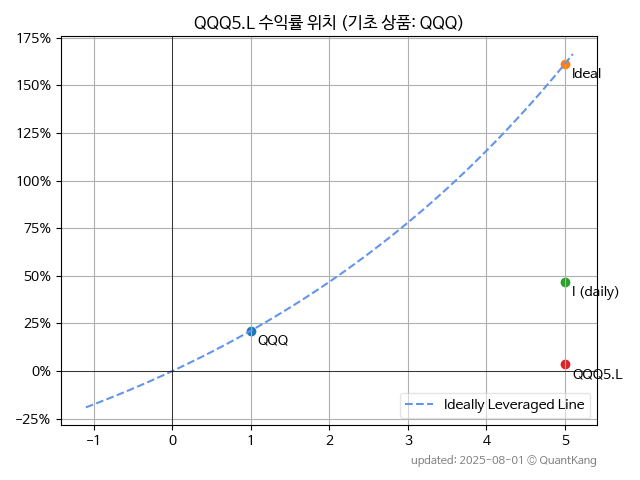 QQQ5.L 수익률 위치 (기초 상품: QQQ)
175%
150%
125%
100%
75%
50%
25%
0%
−25%
Ideal
I (daily)
QQQ
QQQ5.L
Ideally Leveraged Line
−1 0 1 2 3 4 5
updated: 2025-08-01 © QuantKang